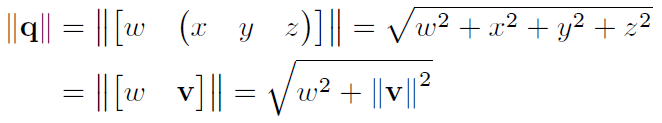 ‖q‖ = ‖[w (x y z)]‖ = √(w² + x² + y² + z²)
= ‖[w v]‖ = √(w² + ‖v‖²)